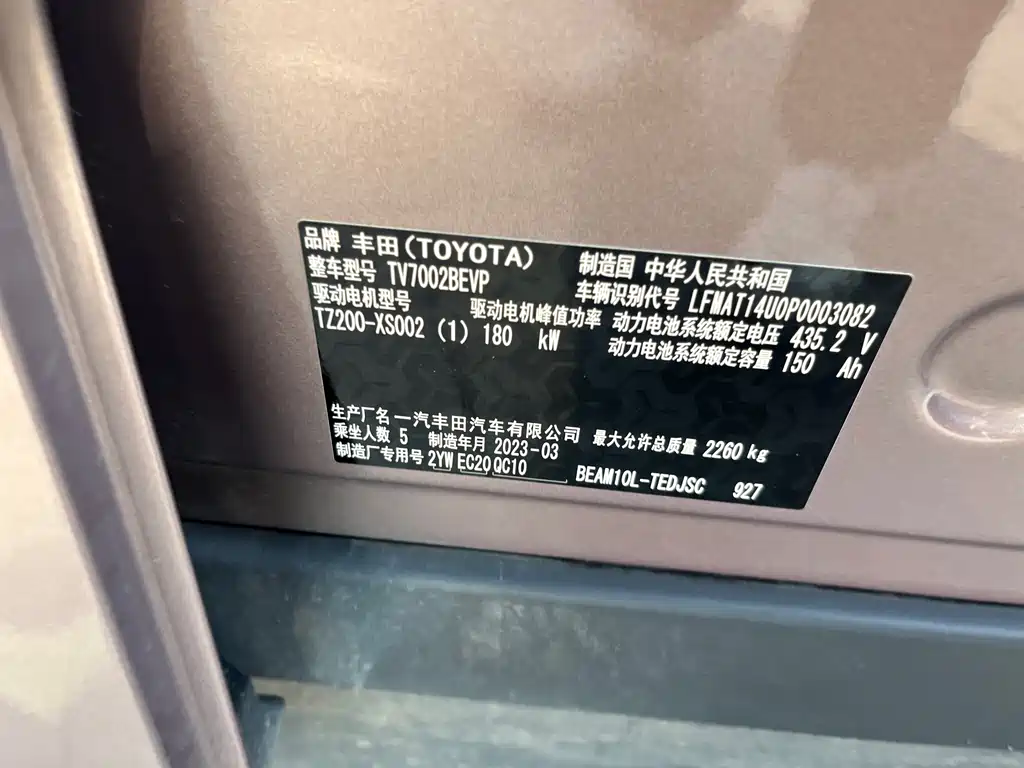 品牌 丰田(TOYOTA) 制造国 中华人民共和国
整车型号 TV7002BEVP 车辆识别代号 LFMAT14U0P0003082
驱动电机型号 驱动电机峰值功率 动力电池系统额定电压 435.2 V
TZ200-XS002 (1) 180 kW 动力电池系统额定容量 150 Ah
生产厂名 一汽丰田汽车有限公司 最大允许总质量 2260 kg
乘坐人数 5 制造年月 2023-03
制造厂专用号 2YW EC20 QC10 BEAM10L-TEDJSC 927